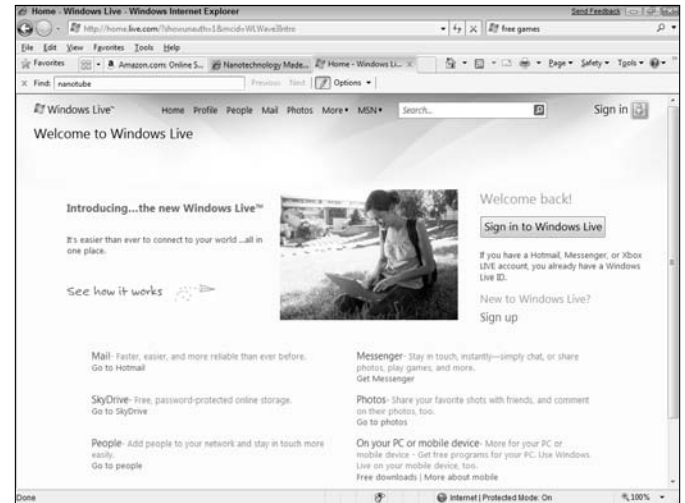 Home - Windows Live - Windows Internet Explorer
Send Feedback
http://home.live.com/?showunauth=1&mcid=WLWave3Intro
free games
File Edit View Favorites Tools Help
Favorites
Amazon.com: Online S...
Nanotechnology Made...
Home - Windows Li...
Page
Safety
Tools
Find: nanotube
Previous Next
Options
Windows Live™
Home Profile People Mail Photos More MSN
Search...
Sign in
Welcome to Windows Live
Introducing...the new Windows Live™
It's easier than ever to connect to your world ...all in
one place.
See how it works
Welcome back!
Sign in to Windows Live
If you have a Hotmail, Messenger, or Xbox
LIVE account, you already have a Windows
Live ID.
New to Windows Live?
Sign up
Mail- Faster, easier, and more reliable than ever before.
Go to Hotmail
Messenger- Stay in touch, instantly—simply chat, or share
photos, play games, and more.
Get Messenger
SkyDrive- Free, password-protected online storage.
Go to SkyDrive
Photos- Share your favorite shots with friends, and comment
on their photos, too.
Go to photos
People- Add people to your network and stay in touch more
easily.
Go to people
On your PC or mobile device- More for your PC or
mobile device - Get free programs for your PC. Use Windows
Live on your mobile device, too.
Free downloads | More about mobile
Done
Internet | Protected Mode: On
100%